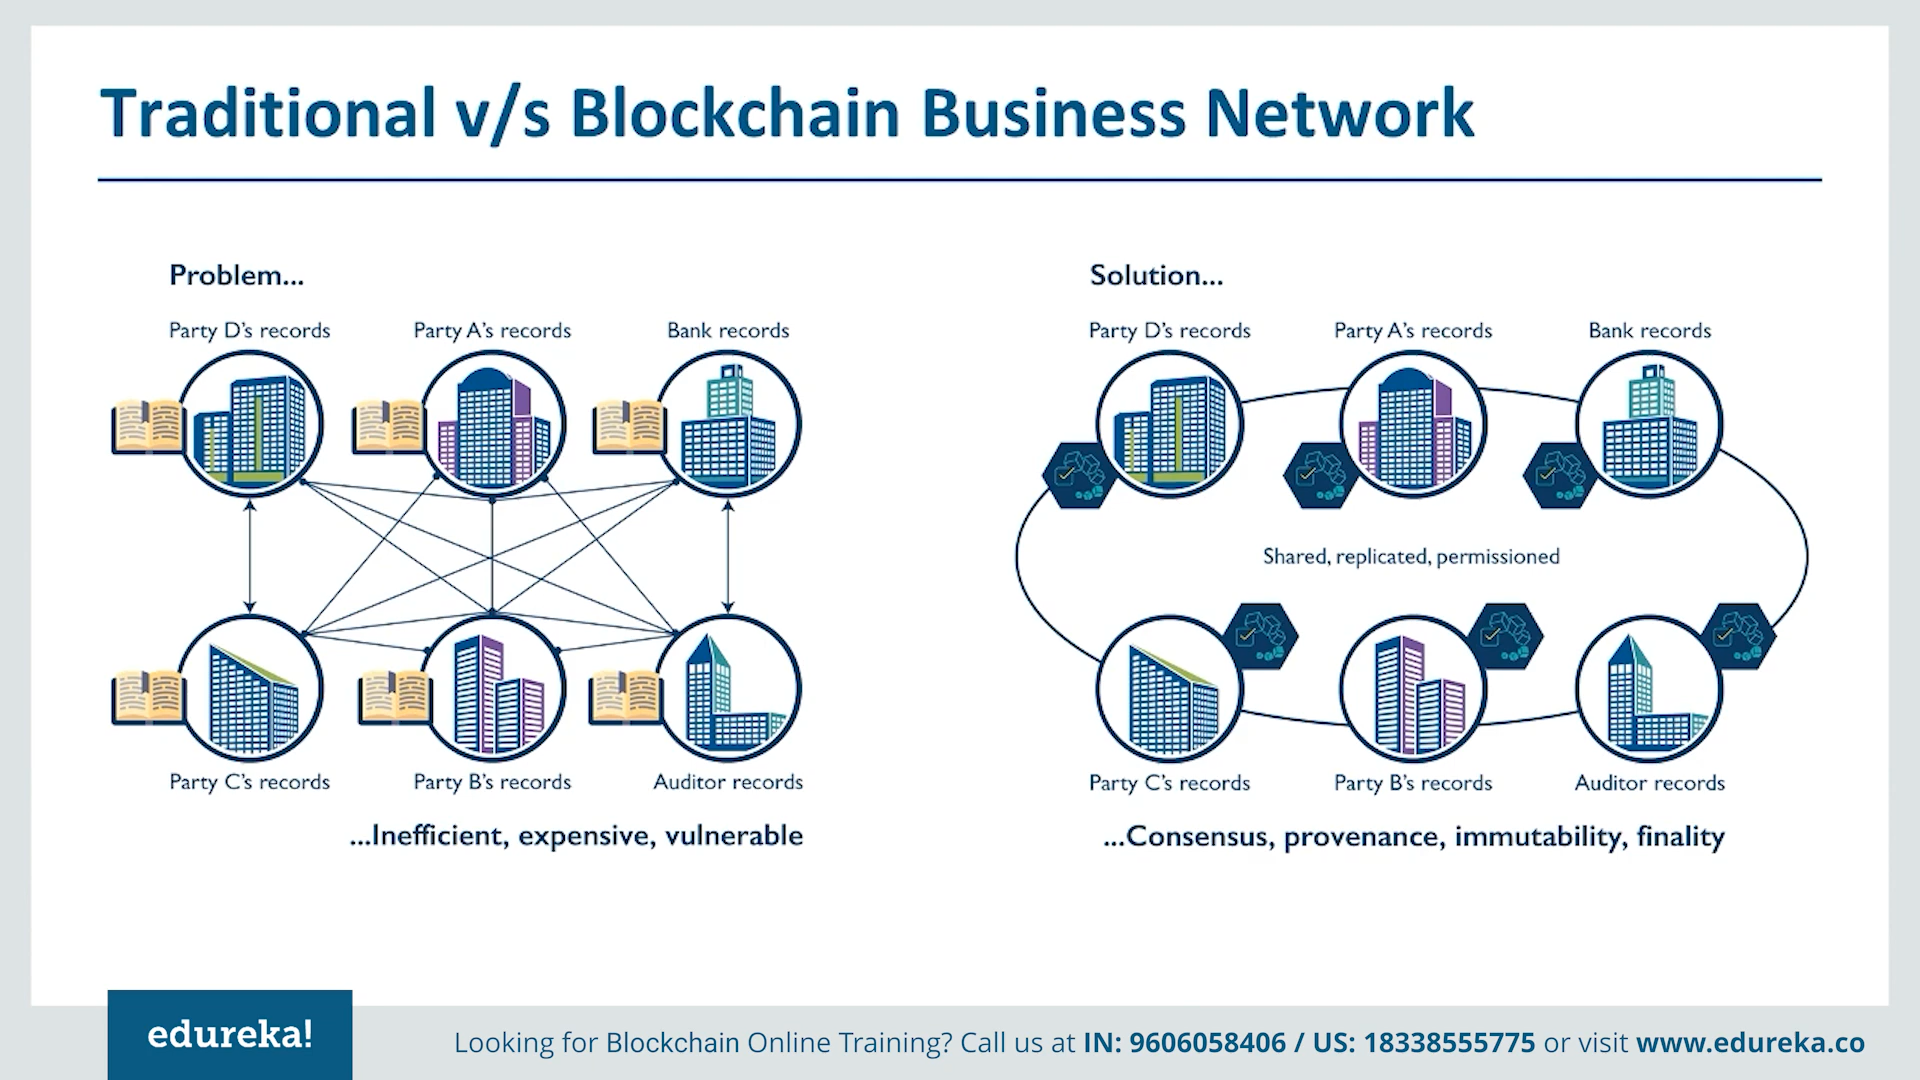 Traditional v/s Blockchain Business Network
Problem...
Party D's records
Party A's records
Bank records
Party C's records
Party B's records
Auditor records
...Inefficient, expensive, vulnerable
Solution...
Party D's records
Party A's records
Bank records
Shared, replicated, permissioned
Party C's records
Party B's records
Auditor records
...Consensus, provenance, immutability, finality
edureka!
Looking for Blockchain Online Training? Call us at IN: 9606058406 / US: 18338555775 or visit www.edureka.co